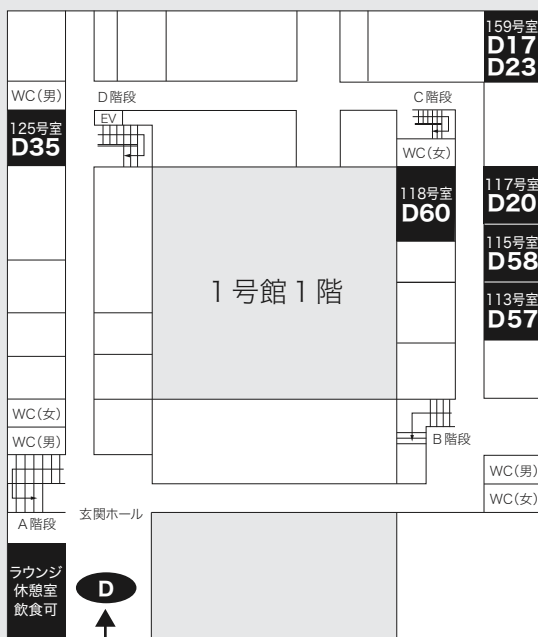 159号室
D17
D23
WC(男)
D階段
C階段
EV
125号室
D35
WC(女)
118号室
D60
117号室
D20
115号室
D58
113号室
D57
1号館1階
WC(女)
WC(男)
B階段
WC(男)
WC(女)
A階段
玄関ホール
ラウンジ
休憩室
飲食可
D